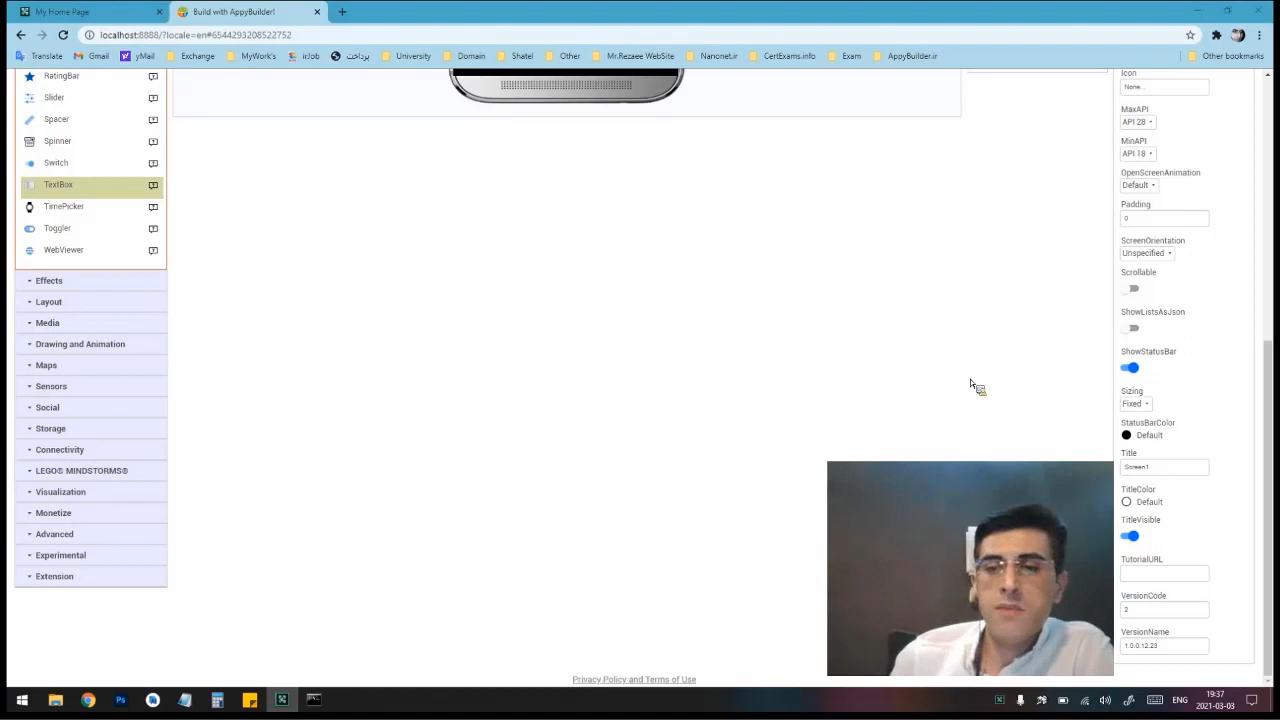 My Home Page
Build with AppyBuilder!
localhost:8888/?locale=en#6544293208522752
Translate
Gmail
yMail
Exchange
MyWork's
irJob
پرداخت
University
Domain
Shatel
Other
Mr.Rezaee WebSite
Nanonet.ir
CertExams.info
Exam
AppyBuilder.ir
Other bookmarks
RatingBar
Slider
Spacer
Spinner
Switch
TextBox
TimePicker
Toggler
WebViewer
Effects
Layout
Media
Drawing and Animation
Maps
Sensors
Social
Storage
Connectivity
LEGO® MINDSTORMS®
Visualization
Monetize
Advanced
Experimental
Extension
Icon
None...
MaxAPI
API 28
MinAPI
API 18
OpenScreenAnimation
Default
Padding
0
ScreenOrientation
Unspecified
Scrollable
ShowListsAsJson
ShowStatusBar
Sizing
Fixed
StatusBarColor
Default
Title
Screen1
TitleColor
Default
TitleVisible
TutorialURL
VersionCode
2
VersionName
1.0.0.12.23
Privacy Policy and Terms of Use
ENG
19:37
2021-03-03